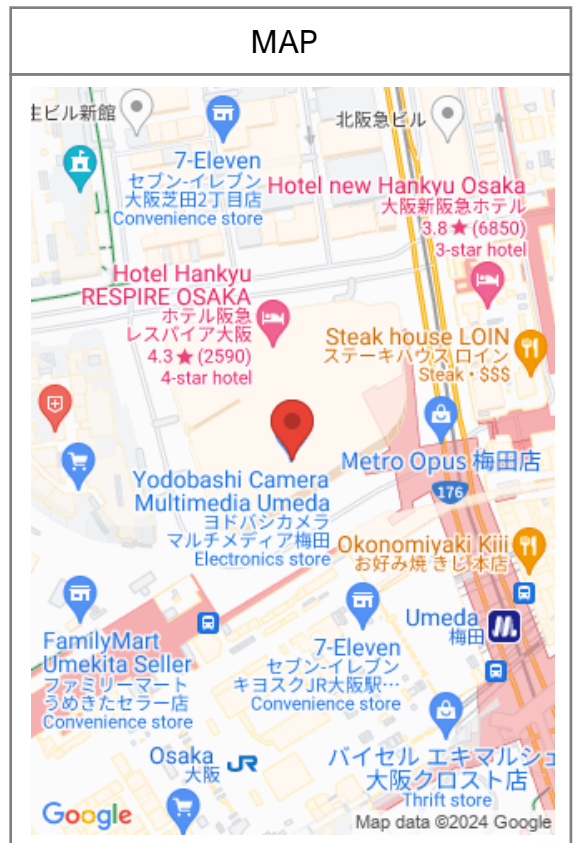 MAP
生ビル新館
北阪急ビル
7-Eleven
セブン-イレブン
大阪芝田2丁目店
Convenience store
Hotel new Hankyu Osaka
大阪新阪急ホテル
3.8★(6850)
3-star hotel
Hotel Hankyu
RESPIRE OSAKA
ホテル阪急
レスパイア大阪
4.3★(2590)
4-star hotel
Steak house LOIN
ステーキハウス ロイン
Steak • $$$
Metro Opus 梅田店
176
Yodobashi Camera
Multimedia Umeda
ヨドバシカメラ
マルチメディア梅田
Electronics store
Okonomiyaki Kiji
お好み焼 きじ 本店
Umeda
梅田
FamilyMart
Umekita Seller
ファミリーマート
うめきたセラー店
Convenience store
7-Eleven
セブン-イレブン
キヨスクJR大阪駅…
Convenience store
Osaka
大阪
JR
バイセル エキマルシェ
大阪クロスト店
Thrift store
Google
Map data ©2024 Google